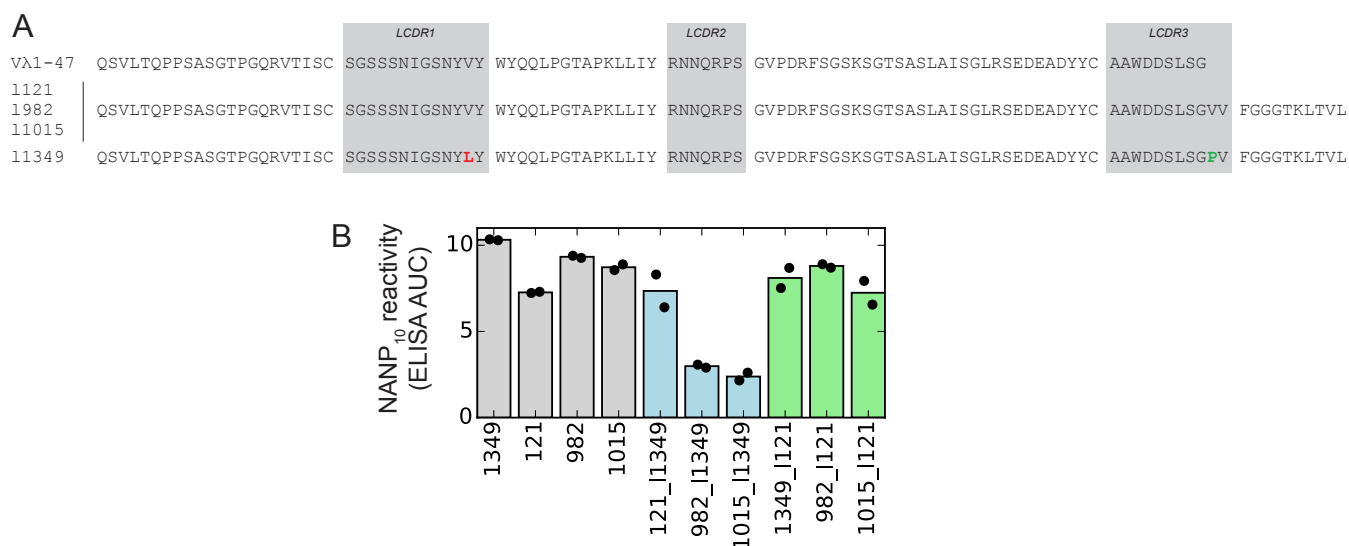 A
LCDR1 LCDR2 LCDR3
Vλ1-47 QSVLTQPPSASGTPGQRVTISC SGSSSNIGSNYVY WYQQLPGTAPKLLIY RNNQRPS GVPDRFSGSKSGTSASLAISGLRSEDEADYYC AAWDDSLSG
l121
l982 QSVLTQPPSASGTPGQRVTISC SGSSSNIGSNYVY WYQQLPGTAPKLLIY RNNQRPS GVPDRFSGSKSGTSASLAISGLRSEDEADYYC AAWDDSLSGVV FGGGTKLTVL
l1015
l1349 QSVLTQPPSASGTPGQRVTISC SGSSSNIGSNYLY WYQQLPGTAPKLLIY RNNQRPS GVPDRFSGSKSGTSASLAISGLRSEDEADYYC AAWDDSLSGPV FGGGTKLTVL
B
NANP10 reactivity
(ELISA AUC)
10
5
0
1349
121
982
1015
121_l1349
982_l1349
1015_l1349
1349_l121
982_l121
1015_l121